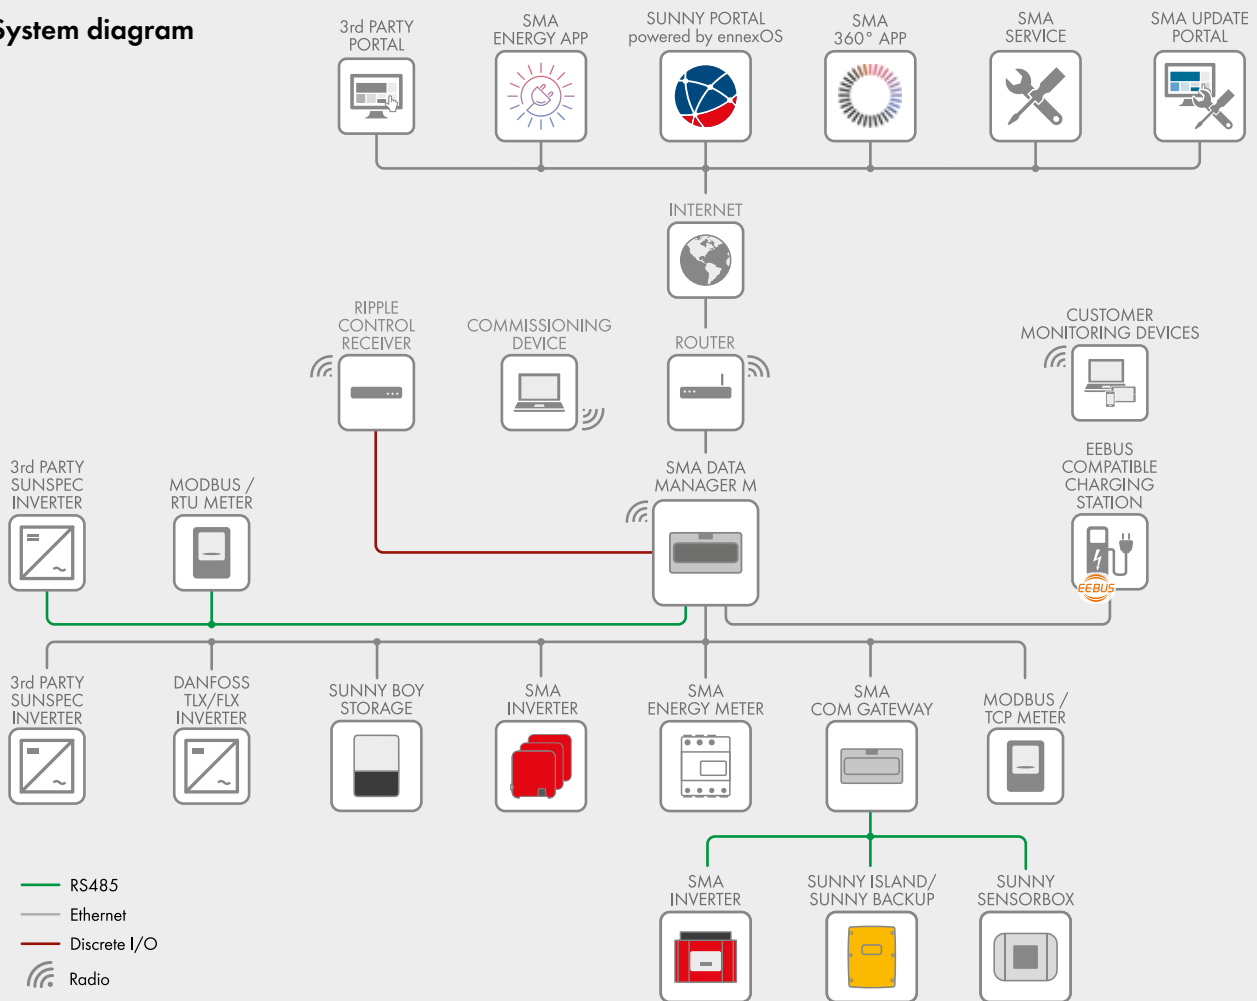 System diagram
3rd PARTY
PORTAL
SMA
ENERGY APP
SUNNY PORTAL
powered by ennexOS
SMA
360° APP
SMA
SERVICE
SMA UPDATE
PORTAL
INTERNET
RIPPLE
CONTROL
RECEIVER
COMMISSIONING
DEVICE
ROUTER
CUSTOMER
MONITORING DEVICES
3rd PARTY
SUNSPEC
INVERTER
MODBUS /
RTU METER
SMA DATA
MANAGER M
EEBUS
COMPATIBLE
CHARGING
STATION
EEBUS
3rd PARTY
SUNSPEC
INVERTER
DANFOSS
TLX/FLX
INVERTER
SUNNY BOY
STORAGE
SMA
INVERTER
SMA
ENERGY METER
SMA
COM GATEWAY
MODBUS /
TCP METER
SMA
INVERTER
SUNNY ISLAND/
SUNNY BACKUP
SUNNY
SENSORBOX
RS485
Ethernet
Discrete I/O
Radio